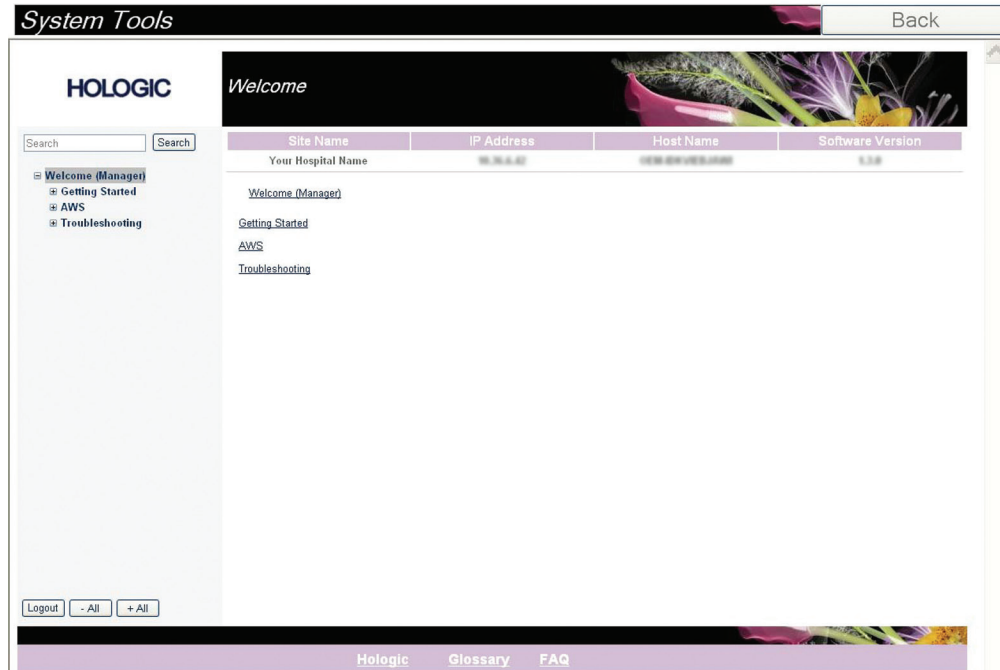 System Tools
Back
HOLOGIC
Welcome
Search
Search
Site Name
IP Address
Host Name
Software Version
Your Hospital Name
Welcome (Manager)
Getting Started
AWS
Troubleshooting
Welcome (Manager)
Getting Started
AWS
Troubleshooting
Logout
- All
+ All
Hologic
Glossary
FAQ